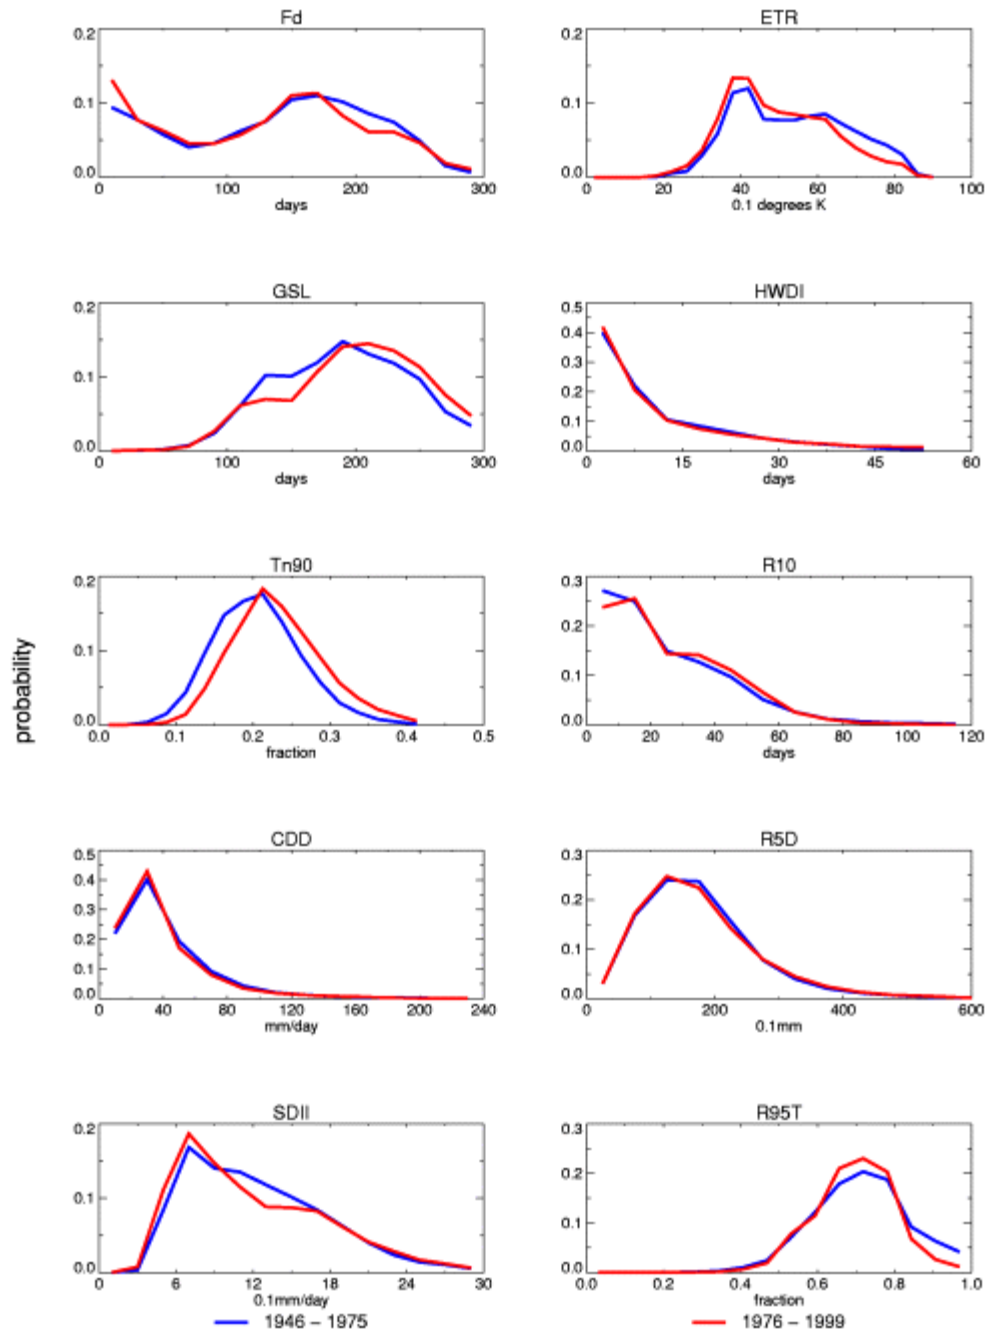 Fd
0.2
0.1
0.0
0 100 200 300
days
ETR
0.2
0.1
0.0
0 20 40 60 80 100
0.1 degrees K
GSL
0.2
0.1
0.0
0 100 200 300
days
HWDI
0.5
0.4
0.3
0.2
0.1
0.0
0 15 30 45 60
days
probability
Tn90
0.2
0.1
0.0
0.0 0.1 0.2 0.3 0.4 0.5
fraction
R10
0.3
0.2
0.1
0.0
0 20 40 60 80 100 120
days
CDD
0.5
0.4
0.3
0.2
0.1
0.0
0 40 80 120 160 200 240
mm/day
R5D
0.3
0.2
0.1
0.0
0 200 400 600
0.1mm
SDII
0.2
0.1
0.0
0 6 12 18 24 30
0.1mm/day
R95T
0.3
0.2
0.1
0.0
0.0 0.2 0.4 0.6 0.8 1.0
fraction
1946 – 1975
1976 – 1999